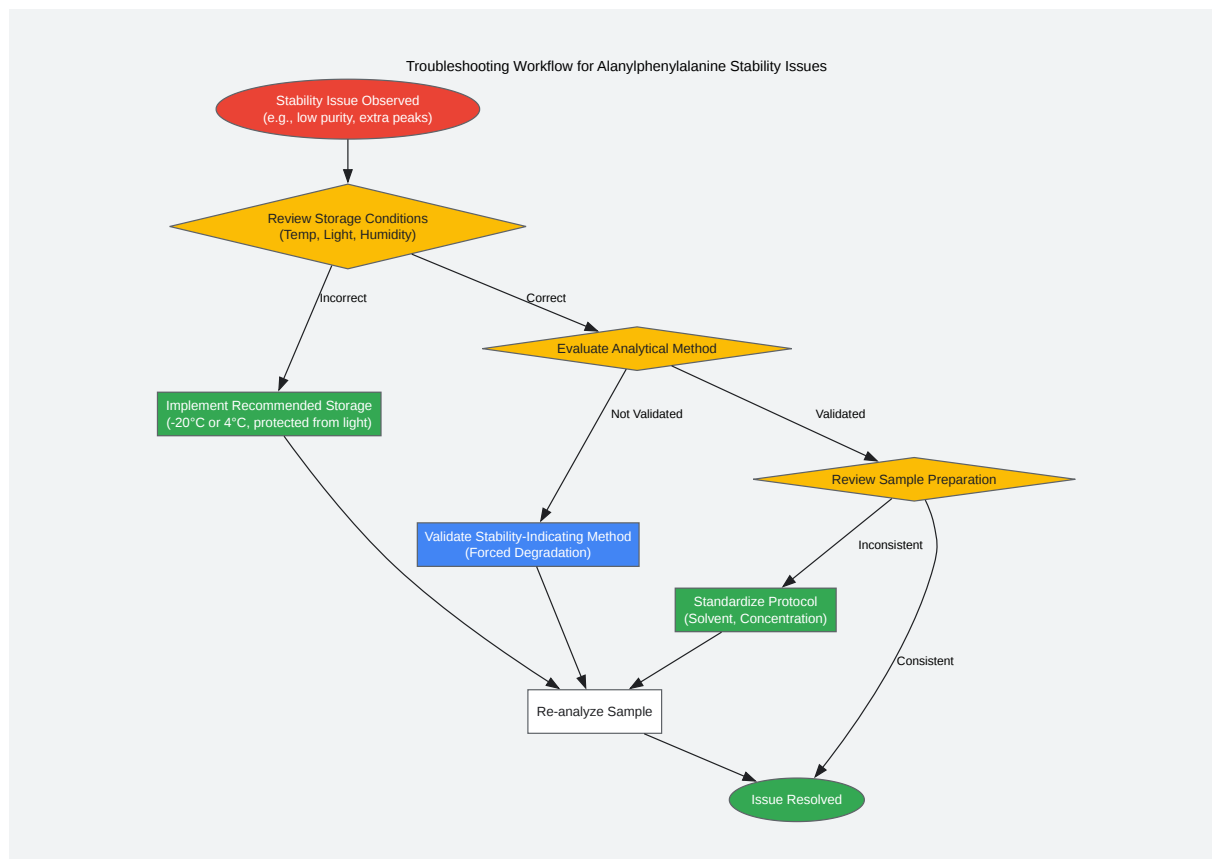 Troubleshooting Workflow for Alanylphenylalanine Stability Issues
Stability Issue Observed
(e.g., low purity, extra peaks)
Review Storage Conditions
(Temp, Light, Humidity)
Incorrect
Correct
Evaluate Analytical Method
Implement Recommended Storage
(-20°C or 4°C, protected from light)
Not Validated
Validated
Review Sample Preparation
Validate Stability-Indicating Method
(Forced Degradation)
Inconsistent
Standardize Protocol
(Solvent, Concentration)
Consistent
Re-analyze Sample
Issue Resolved